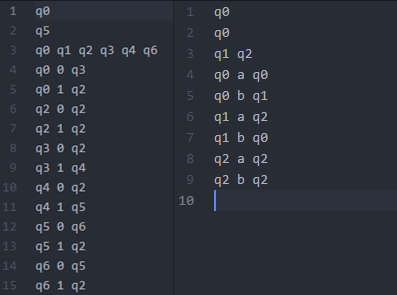 1 q0
2 q5
3 q0 q1 q2 q3 q4 q6
4 q0 0 q3
5 q0 1 q2
6 q2 0 q2
7 q2 1 q2
8 q3 0 q2
9 q3 1 q4
10 q4 0 q2
11 q4 1 q5
12 q5 0 q6
13 q5 1 q2
14 q6 0 q5
15 q6 1 q2
1 q0
2 q0
3 q1 q2
4 q0 a q0
5 q0 b q1
6 q1 a q2
7 q1 b q0
8 q2 a q2
9 q2 b q2
10